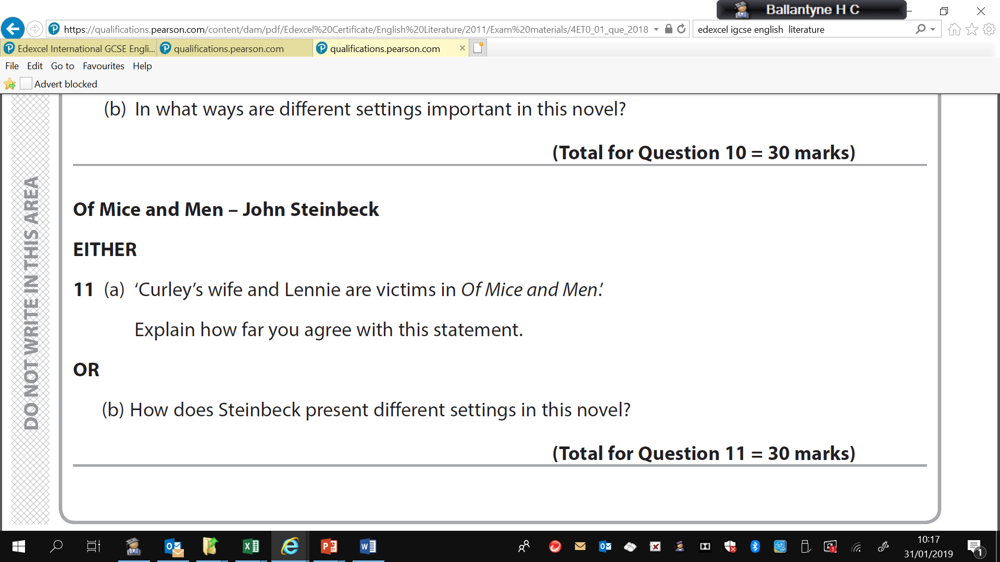 Ballantyne H C
https://qualifications.pearson.com/content/dam/pdf/Edexcel%20Certificate/English%20Literature/2011/Exam%20materials/4ET0_01_que_2018
edexcel igcse english literature
Edexcel International GCSE Engli...
qualifications.pearson.com
qualifications.pearson.com
File Edit Go to Favourites Help
Advert blocked
DO NOT WRITE IN THIS AREA
(b) In what ways are different settings important in this novel?
(Total for Question 10 = 30 marks)
Of Mice and Men – John Steinbeck
EITHER
11 (a) ‘Curley’s wife and Lennie are victims in Of Mice and Men.’
Explain how far you agree with this statement.
OR
(b) How does Steinbeck present different settings in this novel?
(Total for Question 11 = 30 marks)
10:17
31/01/2019
1